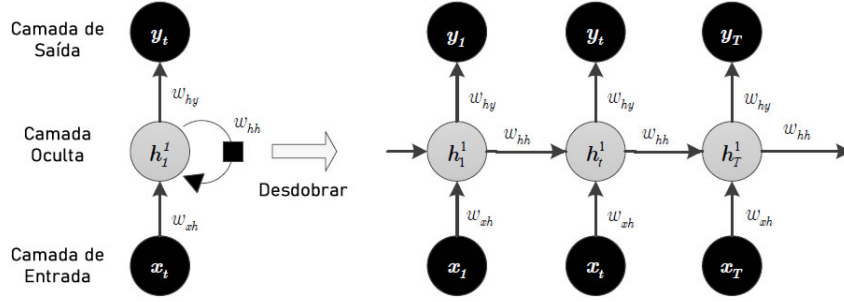 Camada de
Saída
y_t
y_1
y_t
y_T
w_hy
w_hy
w_hy
w_hy
Camada
Oculta
h_1^1
w_hh
Desdobrar
h_1^1
w_hh
h_t^1
w_hh
h_T^1
w_hh
w_xh
w_xh
w_xh
w_xh
Camada de
Entrada
x_t
x_1
x_t
x_T